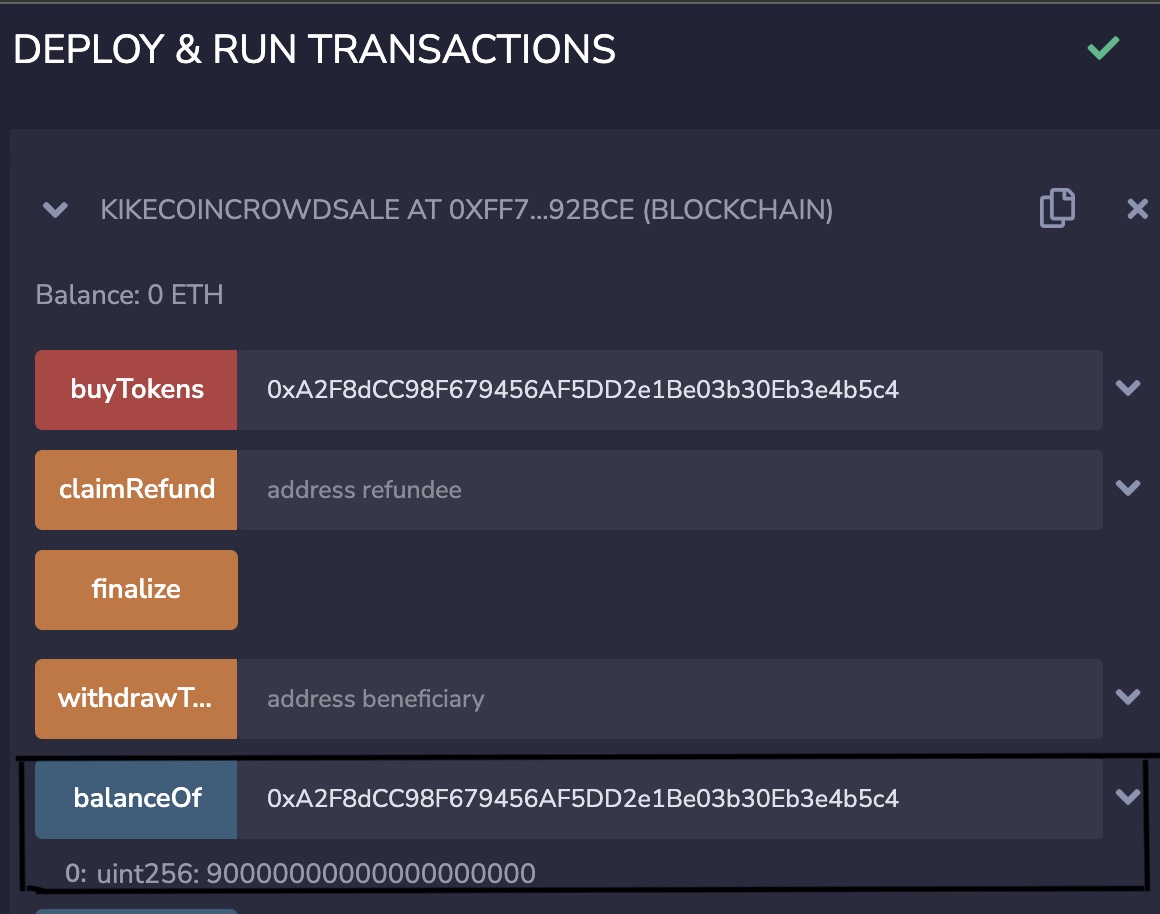 DEPLOY & RUN TRANSACTIONS
KIKECOINCROWDSALE AT 0XFF7...92BCE (BLOCKCHAIN)
Balance: 0 ETH
buyTokens 0xA2F8dCC98F679456AF5DD2e1Be03b30Eb3e4b5c4
claimRefund address refundee
finalize
withdrawT... address beneficiary
balanceOf 0xA2F8dCC98F679456AF5DD2e1Be03b30Eb3e4b5c4
0: uint256: 90000000000000000000